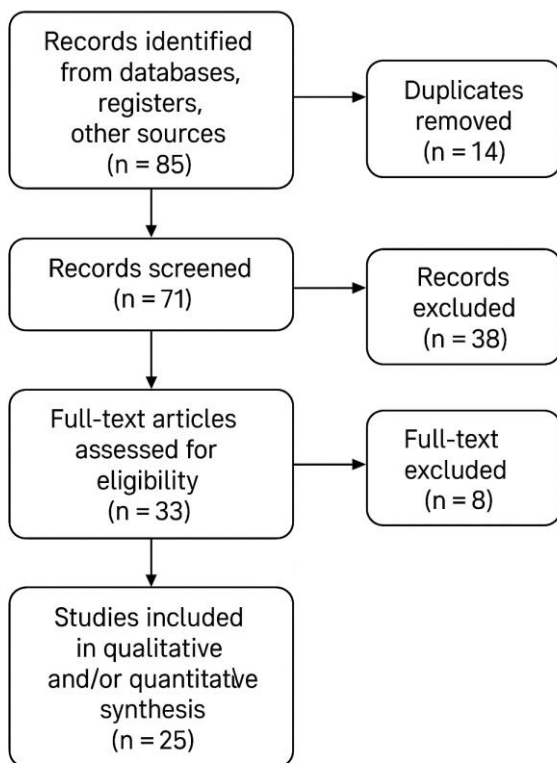 Records identified
from databases,
registers,
other sources
(n = 85)
Duplicates
removed
(n = 14)
Records screened
(n = 71)
Records
excluded
(n = 38)
Full-text articles
assessed for
eligibility
(n = 33)
Full-text
excluded
(n = 8)
Studies included
in qualitative
and/or quantitative
synthesis
(n = 25)